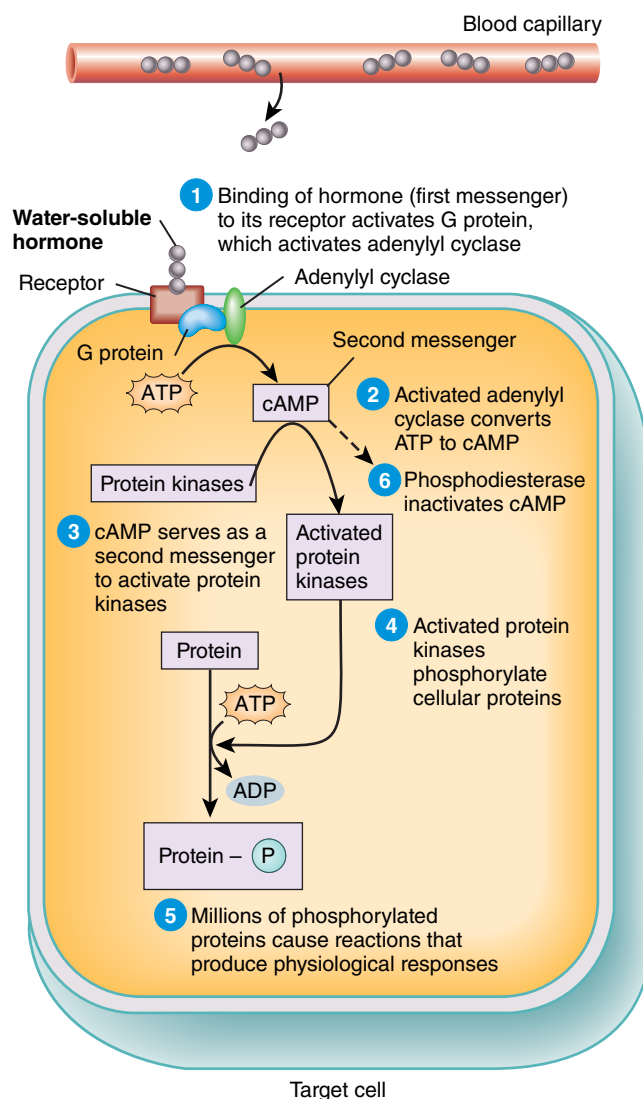 Blood capillary
1 Binding of hormone (first messenger)
to its receptor activates G protein,
which activates adenylyl cyclase
Water-soluble
hormone
Receptor
Adenylyl cyclase
G protein
Second messenger
ATP
cAMP
2 Activated adenylyl
cyclase converts
ATP to cAMP
Protein kinases
6 Phosphodiesterase
inactivates cAMP
3 cAMP serves as a
second messenger
to activate protein
kinases
Activated
protein
kinases
4 Activated protein
kinases
phosphorylate
cellular proteins
Protein
ATP
ADP
Protein – P
5 Millions of phosphorylated
proteins cause reactions that
produce physiological responses
Target cell